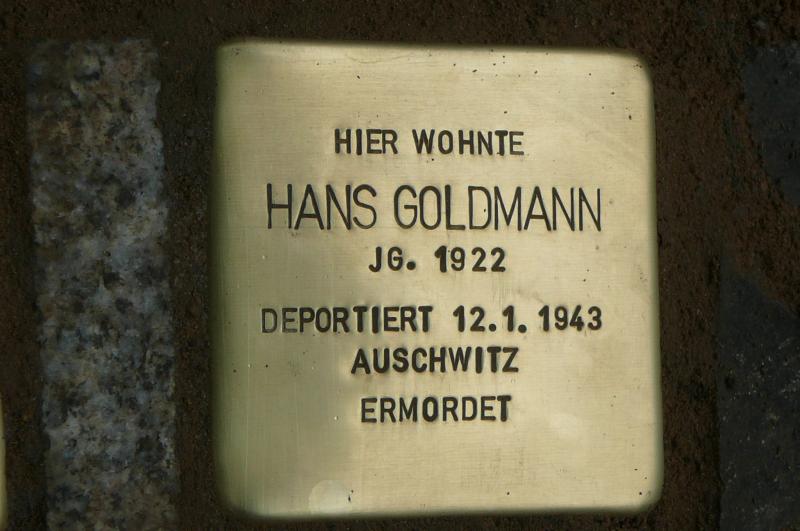 HIER WOHNTE
HANS GOLDMANN
JG. 1922
DEPORTIERT 12.1.1943
AUSCHWITZ
ERMORDET